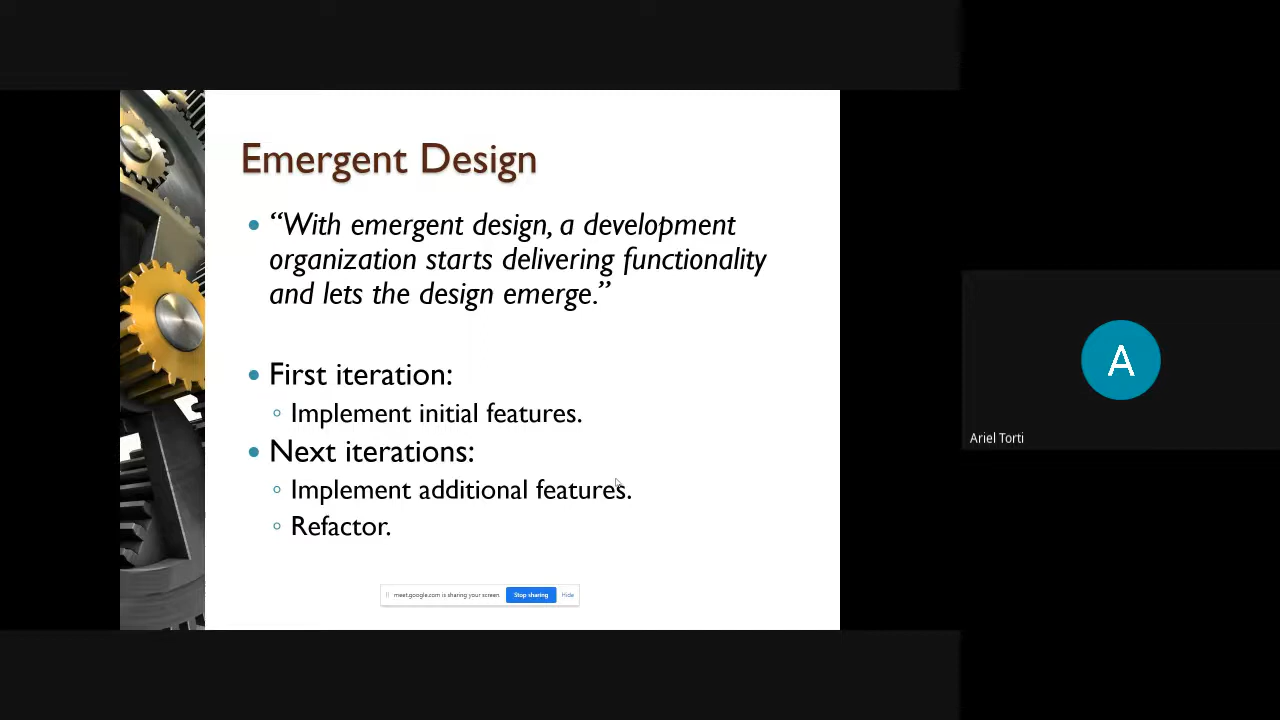 Emergent Design
• “With emergent design, a development
organization starts delivering functionality
and lets the design emerge.”
• First iteration:
◦ Implement initial features.
• Next iterations:
◦ Implement additional features.
◦ Refactor.
meet.google.com is sharing your screen. Stop sharing Hide
A
Ariel Torti